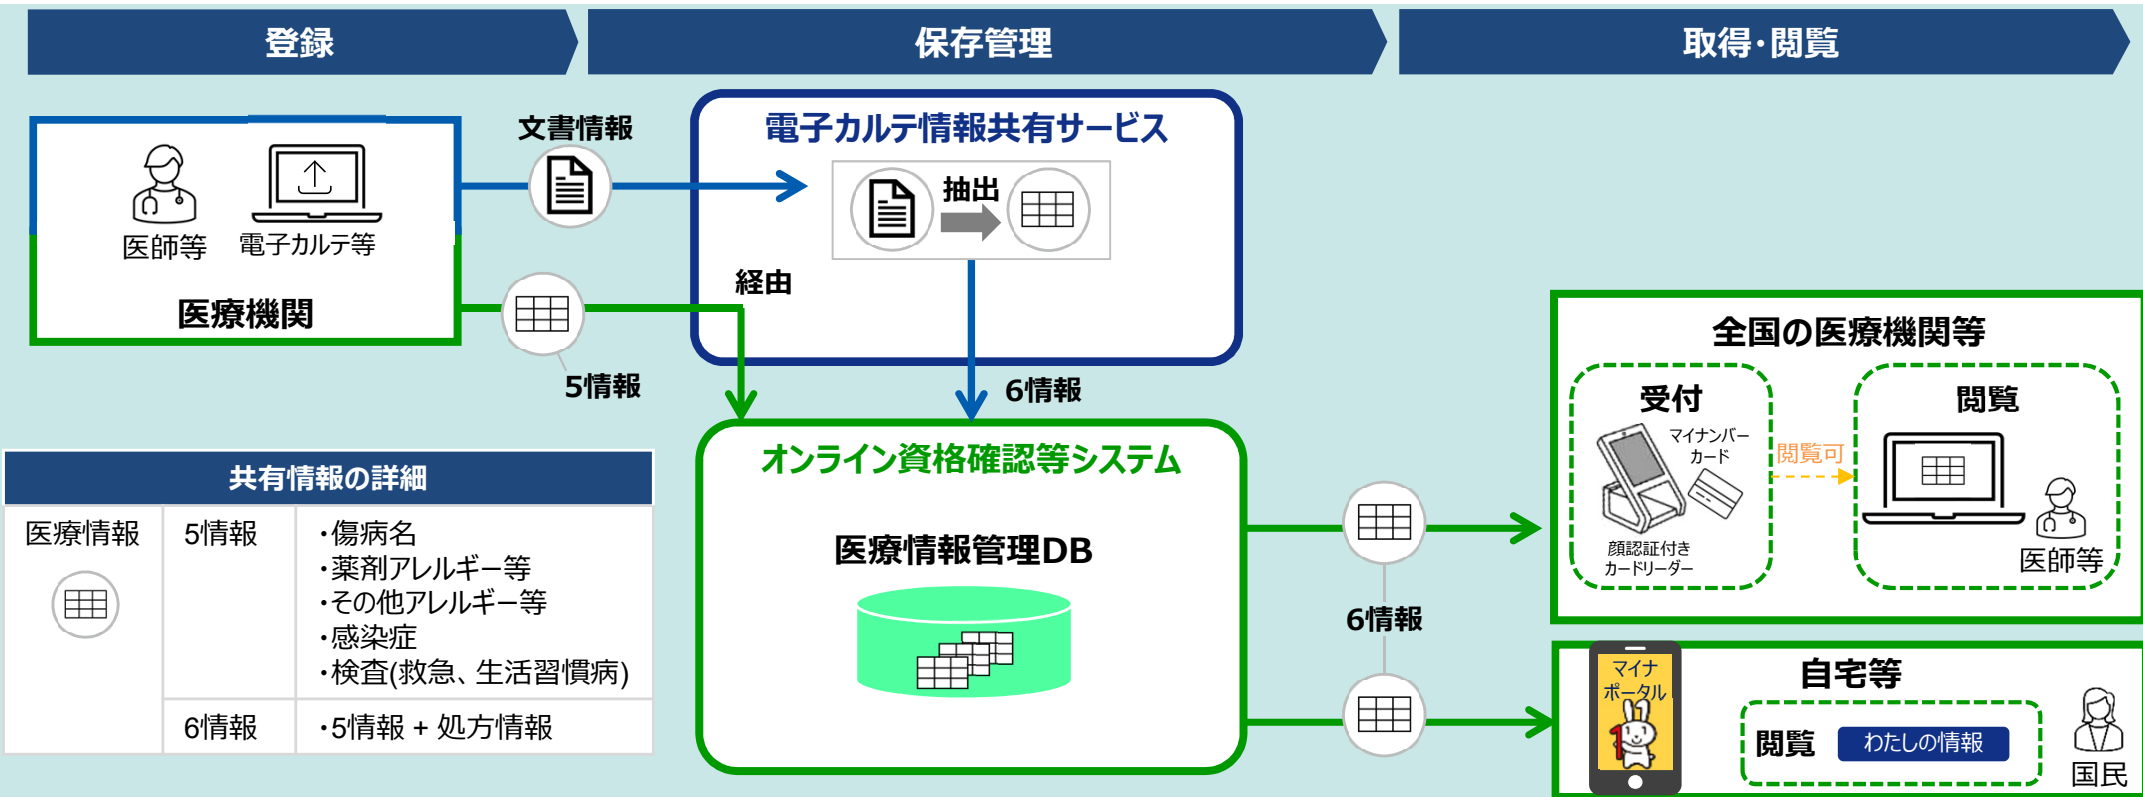 登録
保存管理
取得・閲覧
文書情報
電子カルテ情報共有サービス
抽出
医師等
電子カルテ等
医療機関
経由
5情報
6情報
全国の医療機関等
受付
閲覧
マイナンバー
カード
閲覧可
顔認証付き
カードリーダー
医師等
オンライン資格確認等システム
医療情報管理DB
6情報
共有情報の詳細
医療情報
5情報
・傷病名
・薬剤アレルギー等
・その他アレルギー等
・感染症
・検査(救急、生活習慣病)
6情報
・5情報 + 処方情報
マイナ
ポータル
自宅等
閲覧
わたしの情報
国民